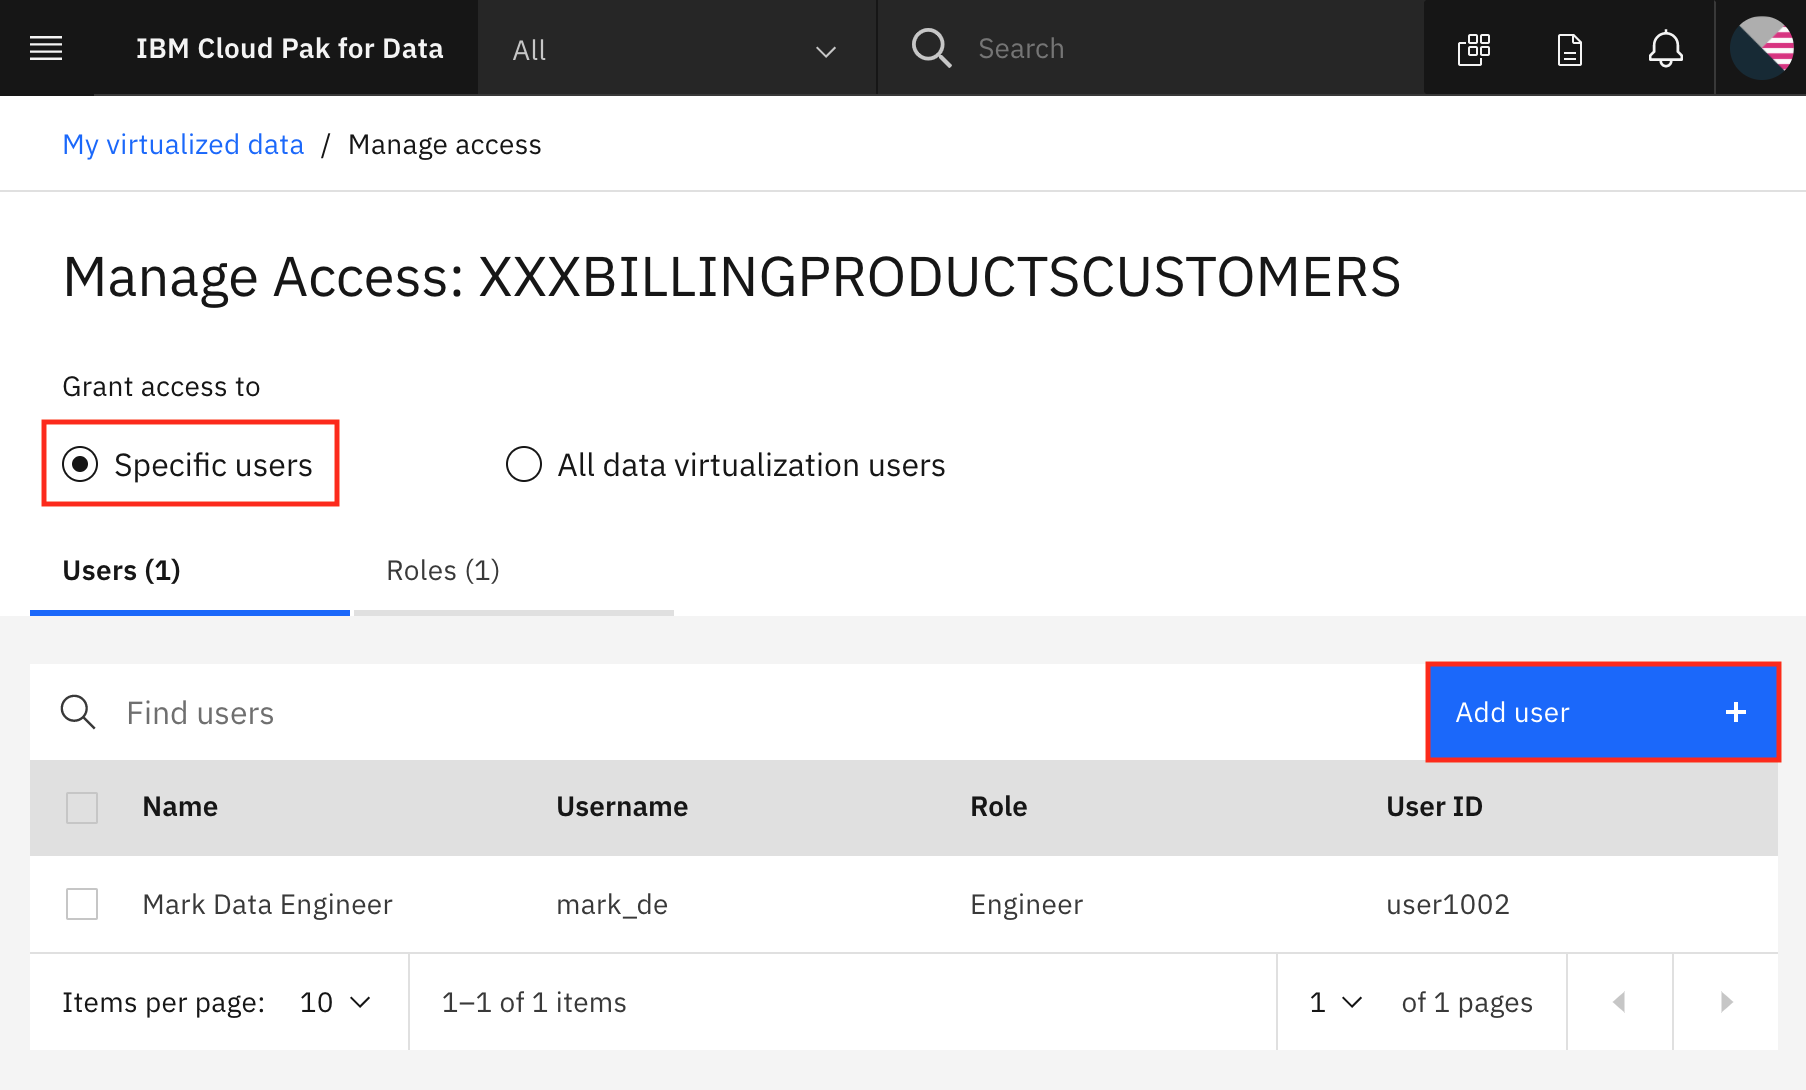 IBM Cloud Pak for Data All Search
My virtualized data / Manage access
Manage Access: XXXBILLINGPRODUCTSCUSTOMERS
Grant access to
Specific users All data virtualization users
Users (1) Roles (1)
Find users Add user +
Name Username Role User ID
Mark Data Engineer mark_de Engineer user1002
Items per page: 10 1–1 of 1 items 1 of 1 pages